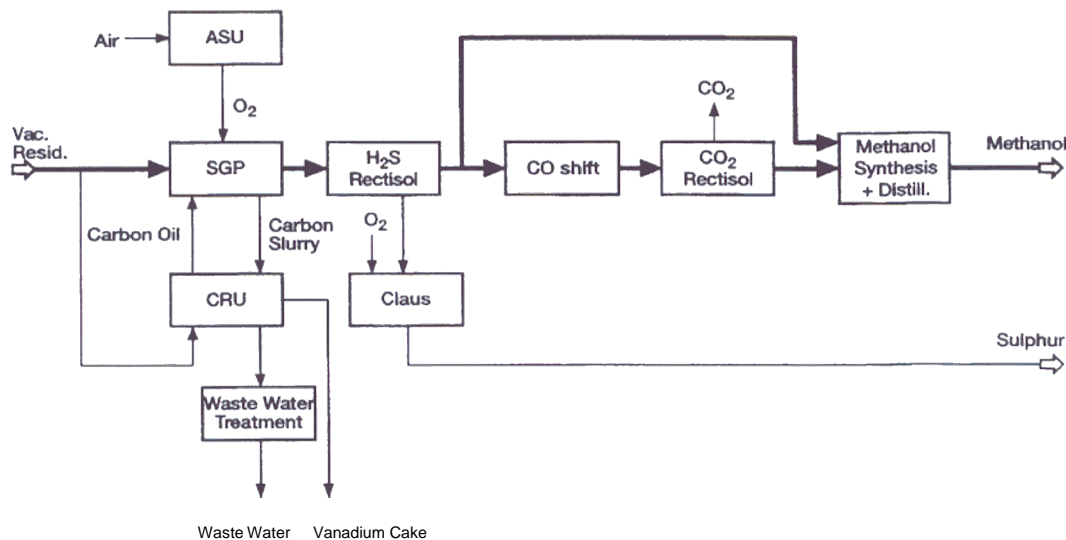 Air
ASU
O2
CO2
Vac.
Resid.
SGP
H2S
Rectisol
CO shift
CO2
Rectisol
Methanol
Synthesis
+ Distill.
Methanol
Carbon Oil
Carbon
Slurry
O2
CRU
Claus
Sulphur
Waste Water
Treatment
Waste Water
Vanadium Cake